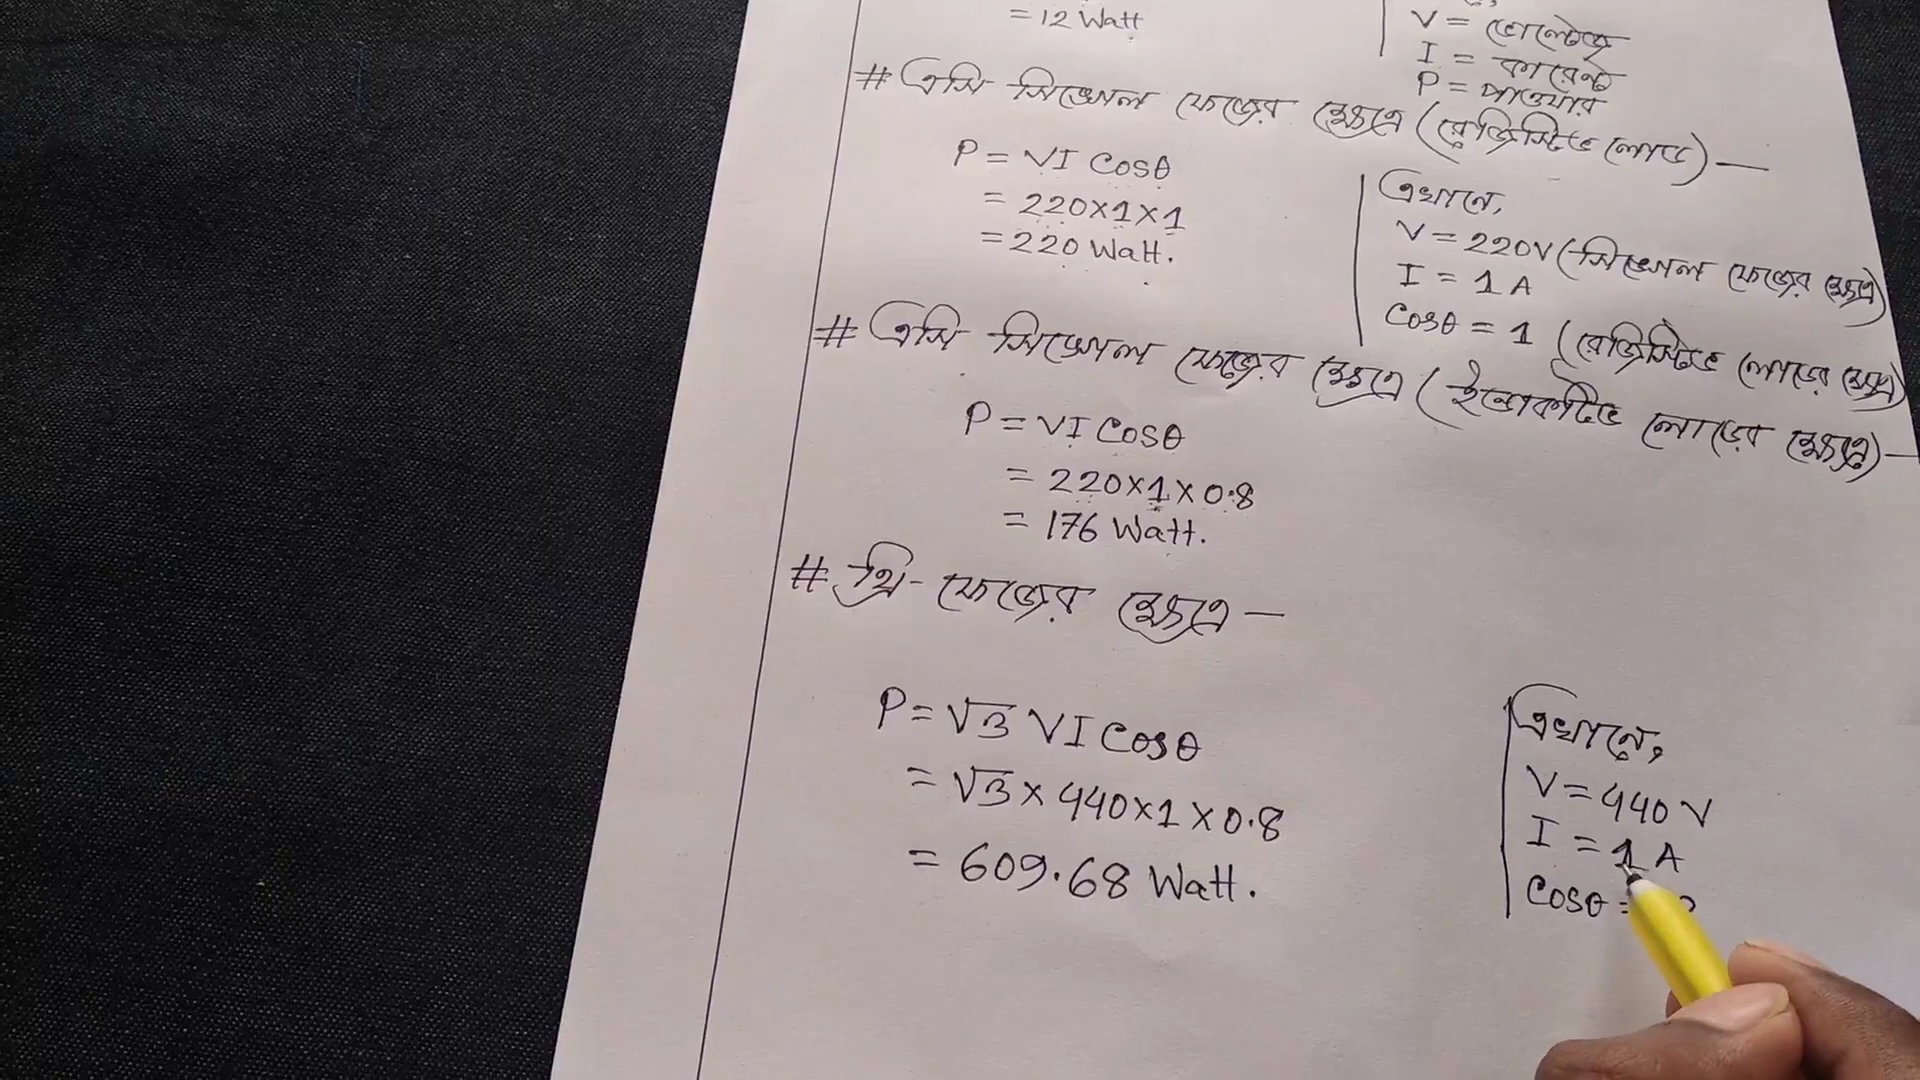 = 12 Watt
V = ভোল্টেজ
I = কারেন্ট
P = পাওয়ার
# এসি সিঙ্গেল ফেজের ক্ষেত্রে (রেজিস্টিভ লোড) —
P = VI Cosθ
= 220×1×1
= 220 Watt.
এখানে,
V = 220V (সিঙ্গেল ফেজের ক্ষেত্রে)
I = 1 A
Cosθ = 1 (রেজিস্টিভ লোডের ক্ষেত্রে)
# এসি সিঙ্গেল ফেজের ক্ষেত্রে (ইন্ডাকটিভ লোডের ক্ষেত্রে) —
P = VI Cosθ
= 220×1×0.8
= 176 Watt.
# থ্রি-ফেজের ক্ষেত্রে —
P = √3 VI Cosθ
= √3 × 440×1×0.8
= 609.68 Watt.
এখানে,
V = 440 V
I = 1 A
Cosθ =